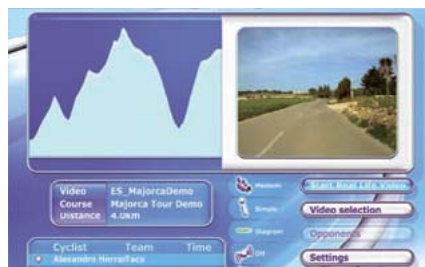 Video ES_MajorcaDemo
Course Majorca Tour Demo
Distance 4.0km
Medium
Simple
Diagram
Off
Start Real Life Video
Video selection
Opponents
Settings
Cyclist Team Time